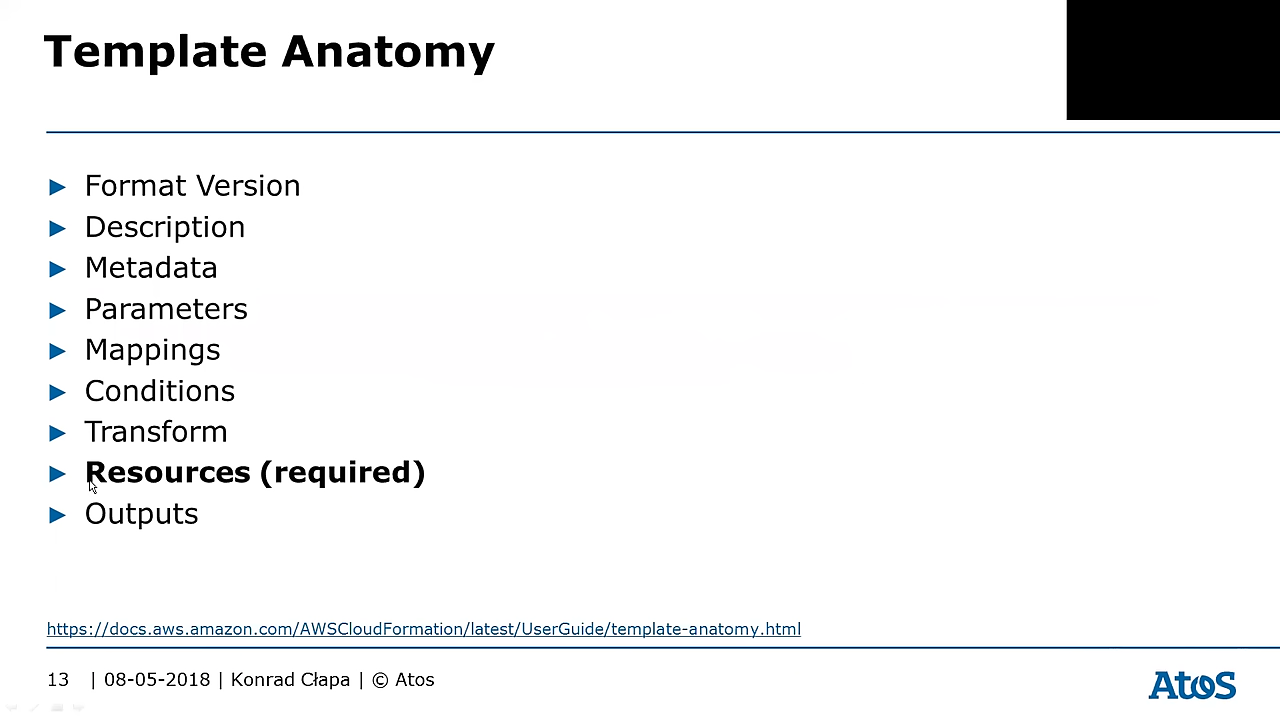 Template Anatomy
► Format Version
► Description
► Metadata
► Parameters
► Mappings
► Conditions
► Transform
► Resources (required)
► Outputs
https://docs.aws.amazon.com/AWSCloudFormation/latest/UserGuide/template-anatomy.html
13 | 08-05-2018 | Konrad Cłapa | © Atos
Atos